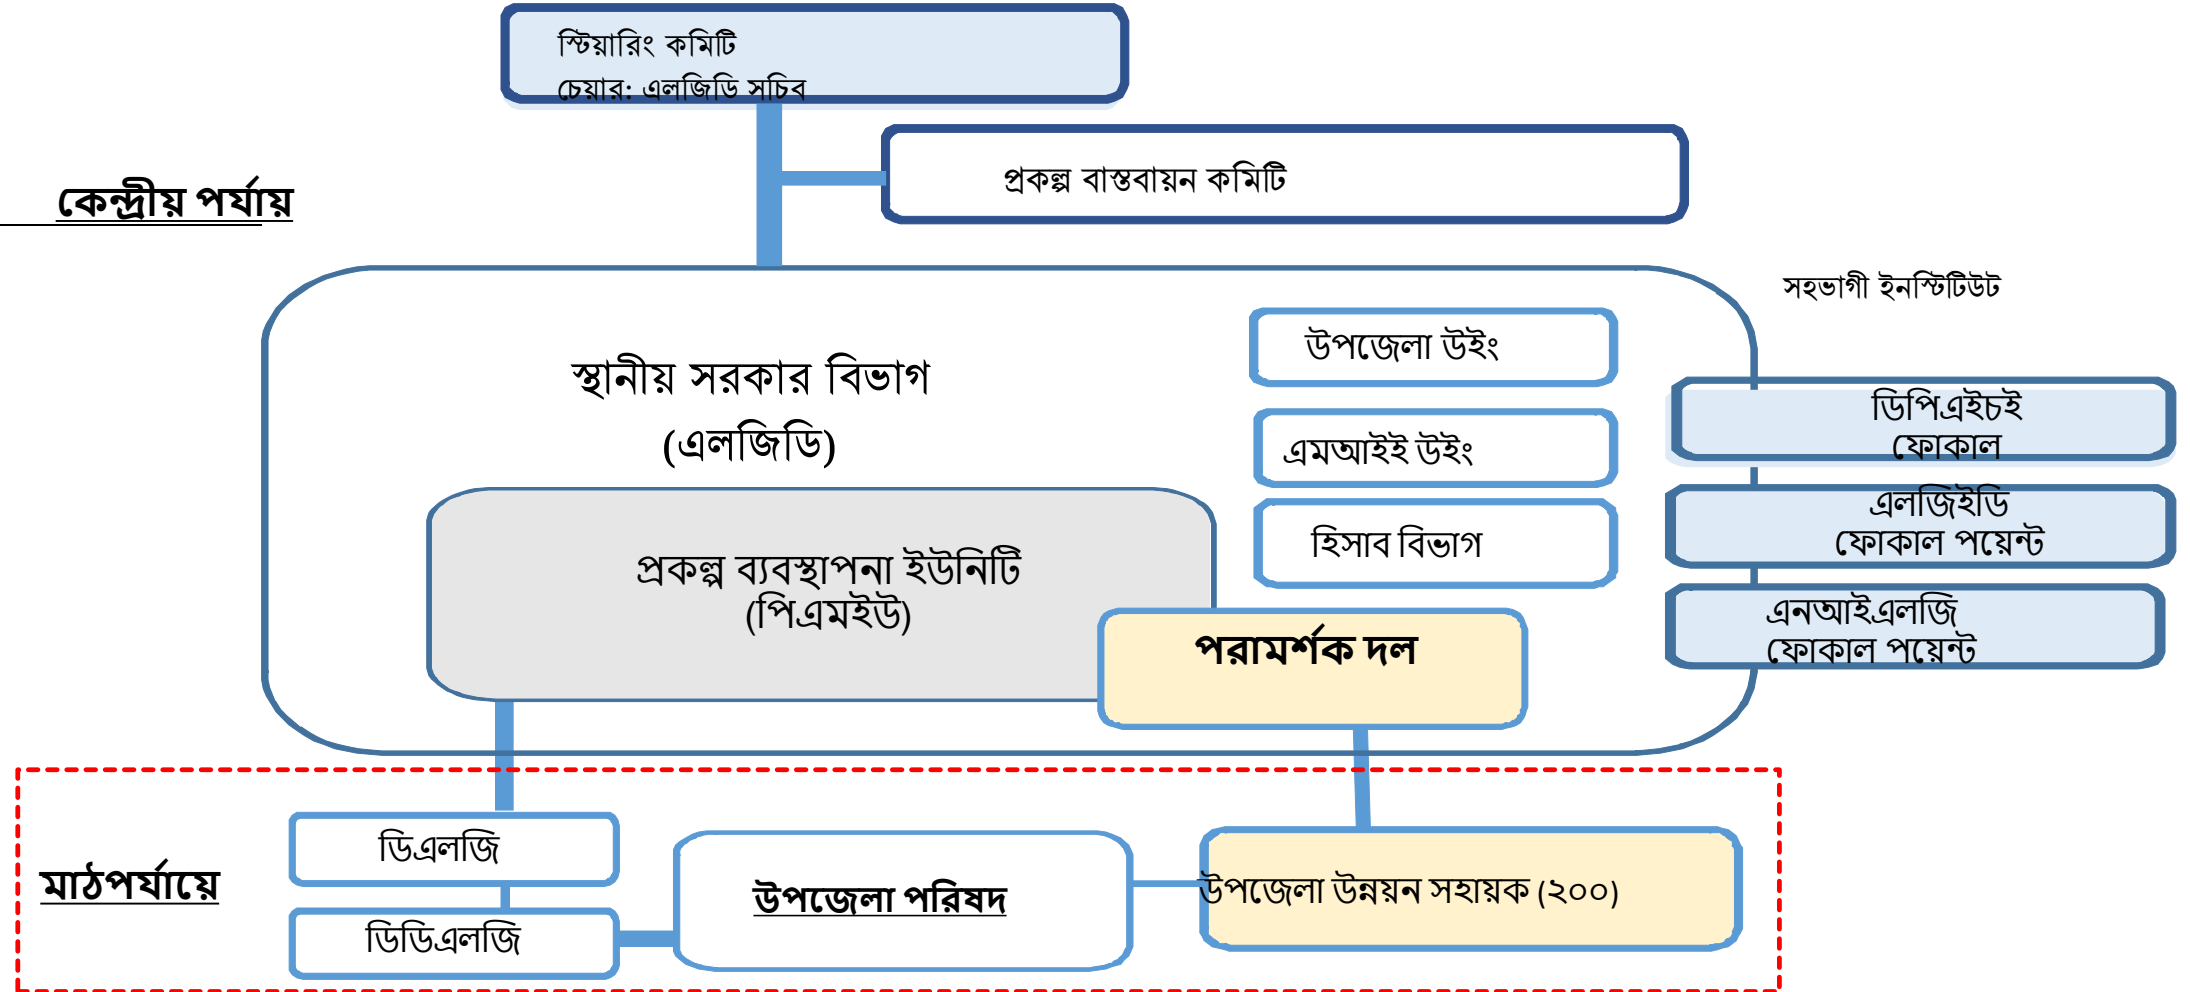 স্টিয়ারিং কমিটি
চেয়ার: এলজিডি সচিব
প্রকল্প বাস্তবায়ন কমিটি
কেন্দ্রীয় পর্যায়
সহভাগী ইনস্টিটিউট
স্থানীয় সরকার বিভাগ
(এলজিডি)
উপজেলা উইং
এমআইই উইং
হিসাব বিভাগ
ডিপিএইচই
ফোকাল
এলজিইডি
ফোকাল পয়েন্ট
এনআইএলজি
ফোকাল পয়েন্ট
প্রকল্প ব্যবস্থাপনা ইউনিটি
(পিএমইউ)
পরামর্শক দল
মাঠপর্যায়ে
ডিএলজি
ডিডিএলজি
উপজেলা পরিষদ
উপজেলা উন্নয়ন সহায়ক (২০০)